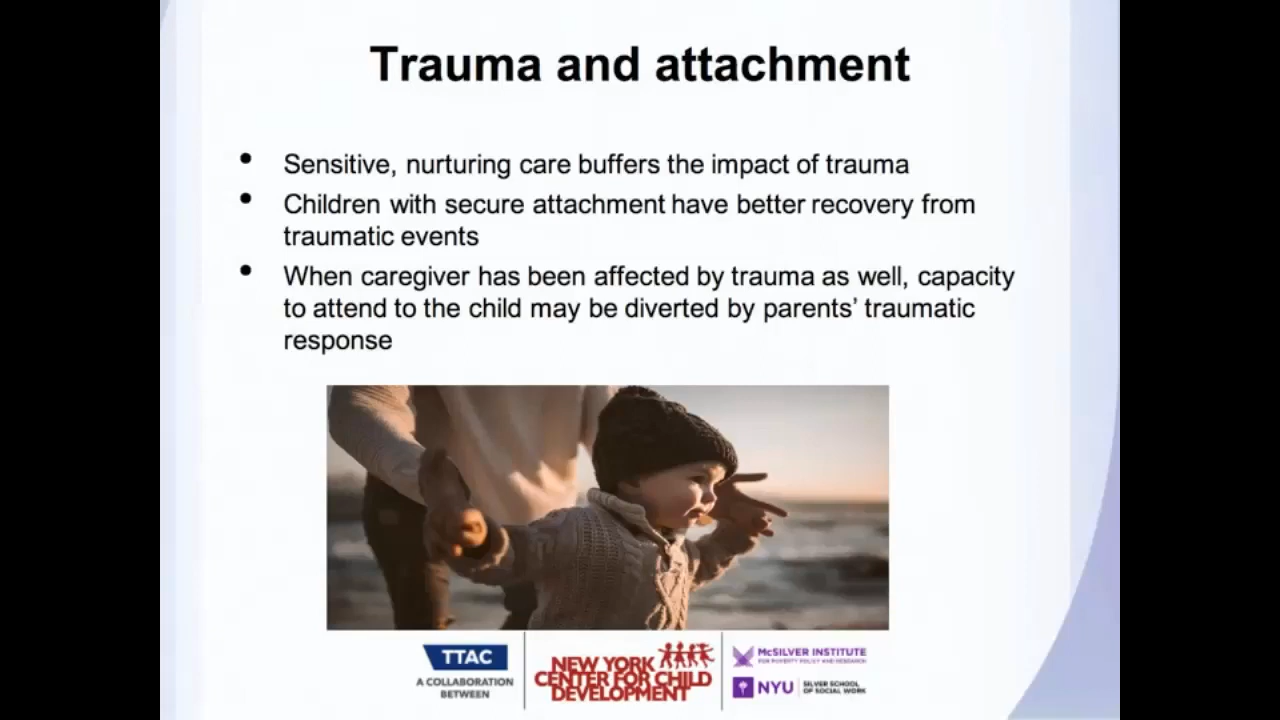 Trauma and attachment
• Sensitive, nurturing care buffers the impact of trauma
• Children with secure attachment have better recovery from
traumatic events
• When caregiver has been affected by trauma as well, capacity
to attend to the child may be diverted by parents’ traumatic
response
TTAC
A COLLABORATION
BETWEEN
NEW YORK
CENTER FOR CHILD
DEVELOPMENT
McSILVER INSTITUTE
FOR POVERTY POLICY AND RESEARCH
NYU
SILVER SCHOOL
OF SOCIAL WORK